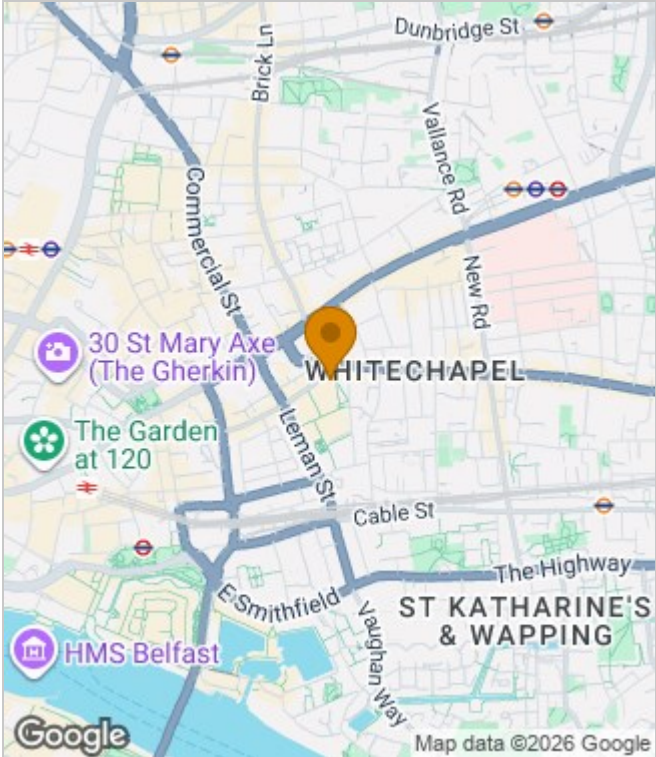 Dunbridge St
Brick Ln
Vallance Rd
Commercial St
New Rd
30 St Mary Axe
(The Gherkin)
WHITECHAPEL
The Garden
at 120
Leman St
Cable St
The Highway
E Smithfield
ST KATHARINE'S
& WAPPING
Vaughan Way
HMS Belfast
Google
Map data ©2026 Google